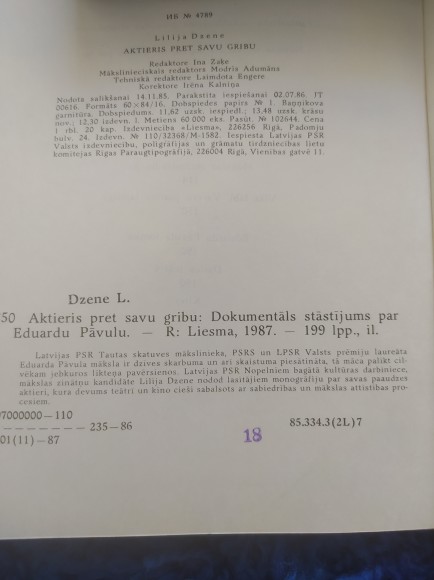 ИБ № 4789
Lilija Dzene
AKTIERIS PRET SAVU GRIBU
Redaktore Ina Zaķe
Mākslinieciskais redaktors Modris Adumāns
Tehniskā redaktore Laimdota Engere.
Korektore Irēna Kalniņa
Nodota salikšanai 14.11.85. Parakstīta iespiešanai 02.07.86. JT
00616. Formāts 60×84/16. Dobspiedes papīrs № 1. Baņņikova
garnitūra. Dobspiedums. 11,62 uzsk. iespiedl.; 13,48 uzsk. krāsu
nov.; 12,30 izdevn. l. Metiens 60 000 eks. Pasūt. № 102644. Cena
1 rbl. 20 kap. Izdevniecība «Liesma», 226256 Rīgā, Padomju
bulv. 24. Izdevn. № 110/32368/M-1582. Iespiesta Latvijas PSR
Valsts izdevniecību, poligrāfijas un grāmatu tirdzniecības lietu
komitejas Rīgas Paraugtipogrāfijā, 226004 Rīgā, Vienības gatvē 11.
Dzene L.
50 Aktieris pret savu gribu: Dokumentāls stāstījums par
Eduardu Pāvulu. — R: Liesma, 1987. — 199 lpp., il.
Latvijas PSR Tautas skatuves mākslinieka, PSRS un LPSR Valsts prēmiju laureāta
Eduarda Pāvula māksla ir dzīves skarbuma un arī skaistuma piesātināta, tā māca palikt cil-
vēkam jebkuros likteņa pavērsienos. Latvijas PSR Nopelniem bagātā kultūras darbiniece,
mākslas zinātņu kandidāte Lilija Dzene nodod lasītājiem monogrāfiju par savas paaudzes
aktieri, kura devums teātrī un kino cieši sabalsots ar sabiedrības un mākslas attīstības pro-
cesiem.
7000000—110
— — — — — — — 235—86
01(11)—87
18
85.334.3(2L)7